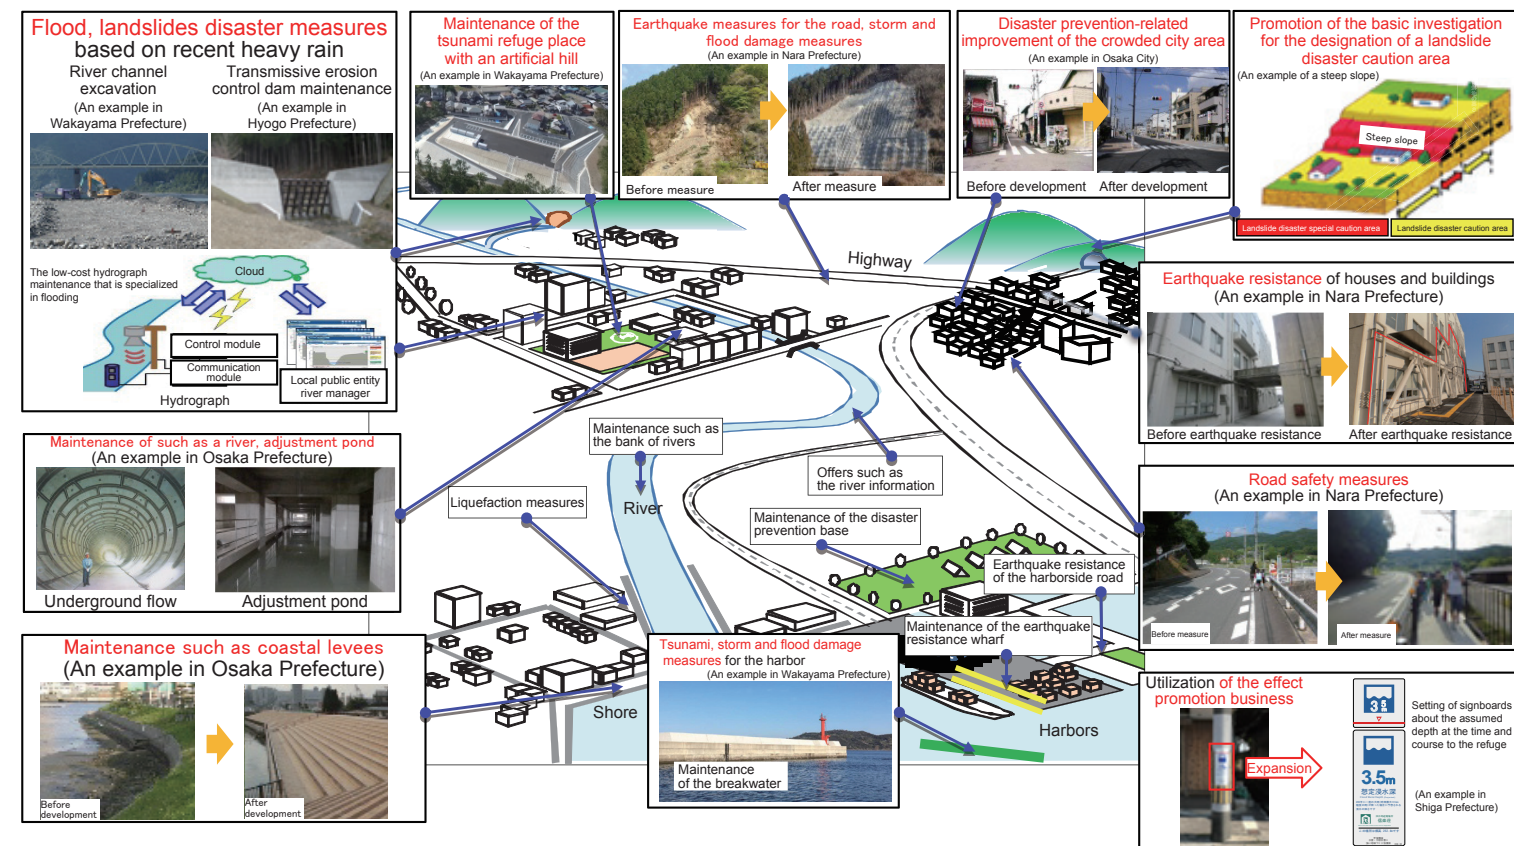 Flood, landslides disaster measures
based on recent heavy rain
River channel
excavation
(An example in
Wakayama Prefecture)
Transmissive erosion
control dam maintenance
(An example in
Hyogo Prefecture)
The low-cost hydrograph
maintenance that is specialized
in flooding
Cloud
Control module
Communication
module
Hydrograph
Local public entity
river manager
Maintenance of the
tsunami refuge place
with an artificial hill
(An example in Wakayama Prefecture)
Earthquake measures for the road, storm and
flood damage measures
(An example in Nara Prefecture)
Before measure
After measure
Disaster prevention-related
improvement of the crowded city area
(An example in Osaka City)
Before development
After development
Promotion of the basic investigation
for the designation of a landslide
disaster caution area
(An example of a steep slope)
Steep slope
Landslide disaster special caution area
Landslide disaster caution area
Highway
Earthquake resistance of houses and buildings
(An example in Nara Prefecture)
Before earthquake resistance
After earthquake resistance
Maintenance of such as a river, adjustment pond
(An example in Osaka Prefecture)
Underground flow
Adjustment pond
Maintenance such as
the bank of rivers
Offers such as
the river information
Liquefaction measures
River
Maintenance of the disaster
prevention base
Earthquake resistance
of the harborside road
Maintenance of the earthquake
resistance wharf
Road safety measures
(An example in Nara Prefecture)
Before measure
After measure
Maintenance such as coastal levees
(An example in Osaka Prefecture)
Before
development
After
development
Shore
Tsunami, storm and flood damage
measures for the harbor
(An example in Wakayama Prefecture)
Maintenance
of the breakwater
Harbors
Utilization of the effect
promotion business
Expansion
3.5m
想定浸水深
Setting of signboards
about the assumed
depth at the time and
course to the refuge
(An example in
Shiga Prefecture)